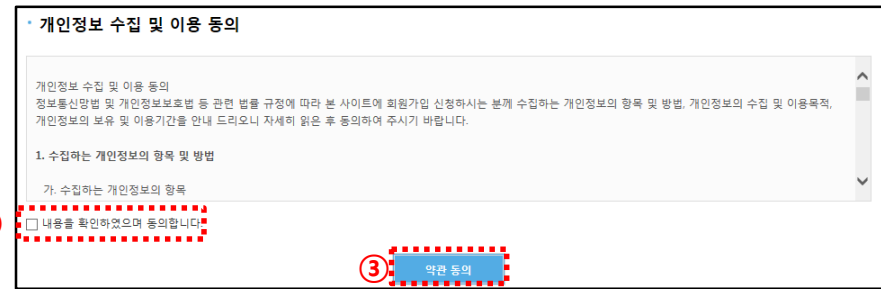 개인정보 수집 및 이용 동의
개인정보 수집 및 이용 동의
정보통신망법 및 개인정보보호법 등 관련 법률 규정에 따라 본 사이트에 회원가입 신청하시는 분께 수집하는 개인정보의 항목 및 방법, 개인정보의 수집 및 이용목적,
개인정보의 보유 및 이용기간을 안내 드리오니 자세히 읽은 후 동의하여 주시기 바랍니다.
1. 수집하는 개인정보의 항목 및 방법
가. 수집하는 개인정보의 항목
내용을 확인하였으며 동의합니다.
③ 약관 동의